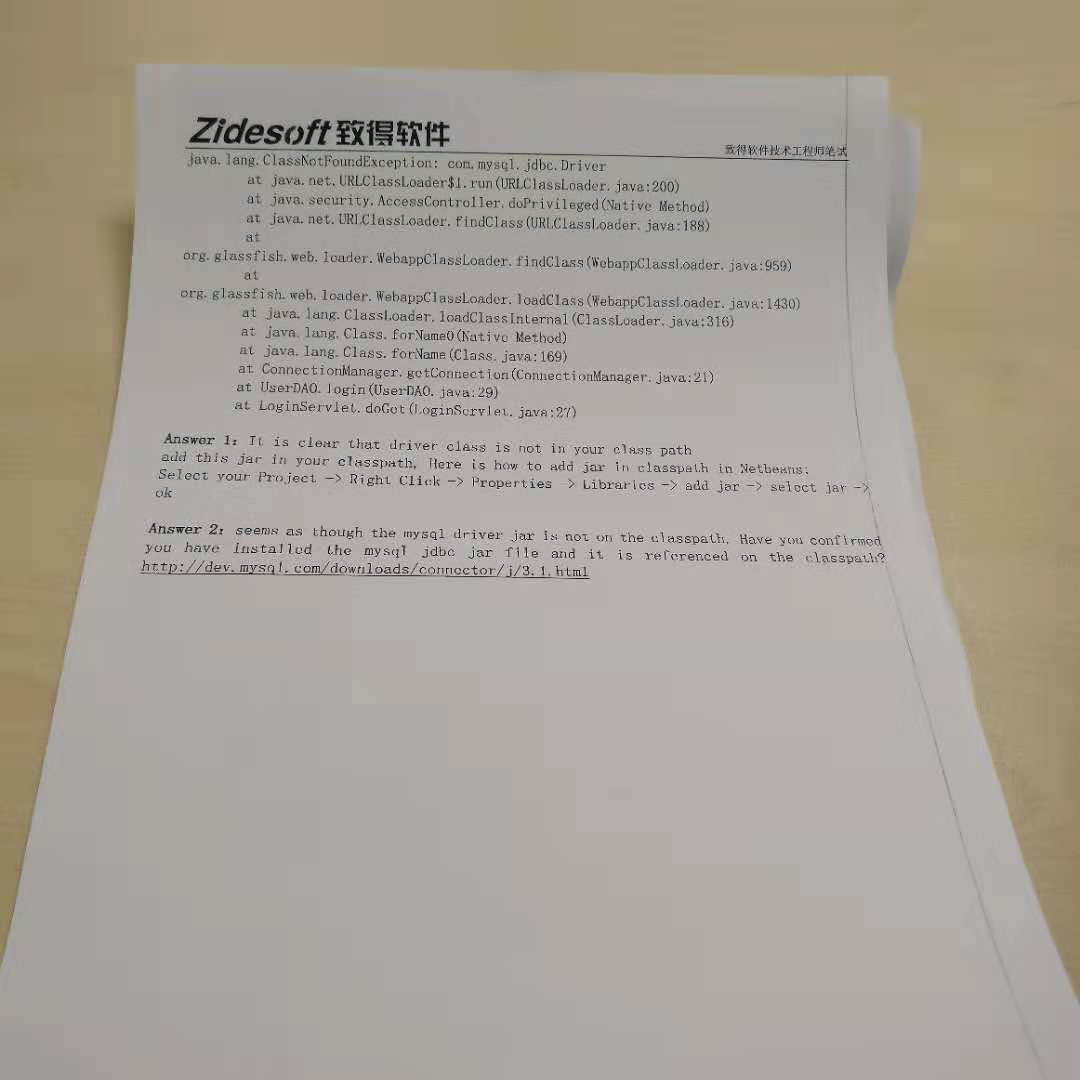 Zidesoft 致得软件
致得软件技术工程师笔试
java.lang.ClassNotFoundException: com.mysql.jdbc.Driver
at java.net.URLClassLoader$1.run(URLClassLoader.java:200)
at java.security.AccessController.doPrivileged(Native Method)
at java.net.URLClassLoader.findClass(URLClassLoader.java:188)
at
org.glassfish.web.loader.WebappClassLoader.findClass(WebappClassLoader.java:959)
at
org.glassfish.web.loader.WebappClassLoader.loadClass(WebappClassLoader.java:1430)
at java.lang.ClassLoader.loadClassInternal(ClassLoader.java:316)
at java.lang.Class.forName0(Native Method)
at java.lang.Class.forName(Class.java:169)
at ConnectionManager.getConnection(ConnectionManager.java:21)
at UserDAO.login(UserDAO.java:29)
at LoginServlet.doGet(LoginServlet.java:27)
Answer 1: It is clear that driver class is not in your class path
add this jar in your classpath. Here is how to add jar in classpath in Netbeans:
Select your Project -> Right Click -> Properties -> Libraries -> add jar -> select jar ->
ok
Answer 2: seems as though the mysql driver jar is not on the classpath. Have you confirmed
you have installed the mysql jdbc jar file and it is referenced on the classpath?
http://dev.mysql.com/downloads/connector/j/3.1.html